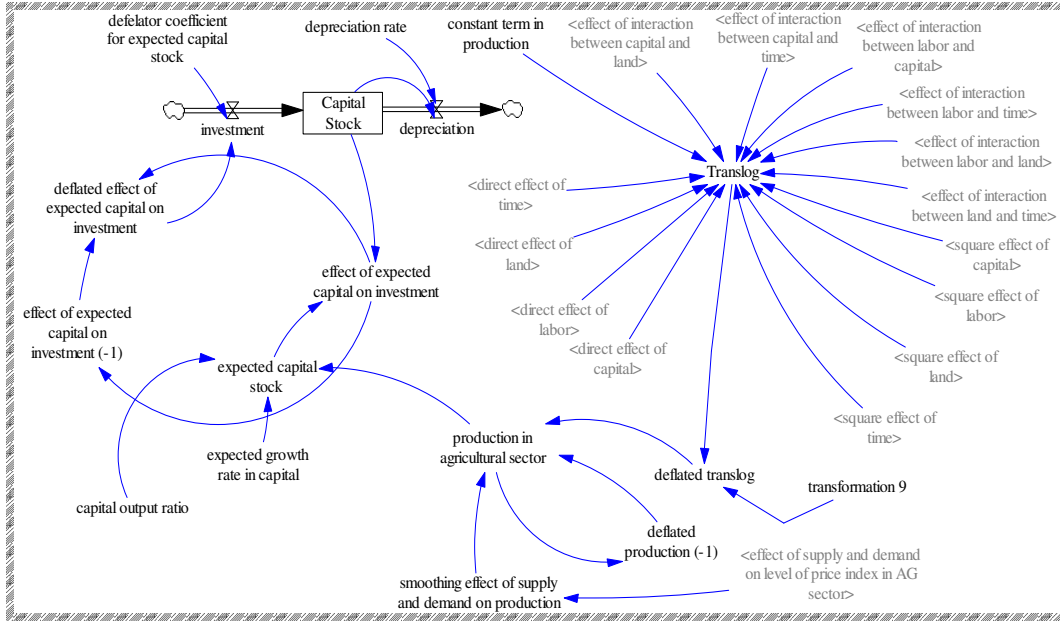 defelator coefficient
for expected capital
stock
depreciation rate
constant term in
production
<effect of interaction
between capital and
land>
<effect of interaction
between capital and
time>
<effect of interaction
between labor and
capital>
<effect of interaction
between labor and time>
<effect of interaction
between labor and land>
<effect of interaction
between land and time>
Capital
Stock
investment
depreciation
Translog
deflated effect of
expected capital on
investment
<direct effect of
time>
<direct effect of
land>
<direct effect of
labor>
<direct effect of
capital>
<square effect of
capital>
<square effect of
labor>
<square effect of
land>
<square effect of
time>
effect of expected
capital on investment
effect of expected
capital on
investment (-1)
expected capital
stock
expected growth
rate in capital
capital output ratio
production in
agricultural sector
deflated translog
transformation 9
deflated
production (-1)
smoothing effect of supply
and demand on production
<effect of supply and demand
on level of price index in AG
sector>